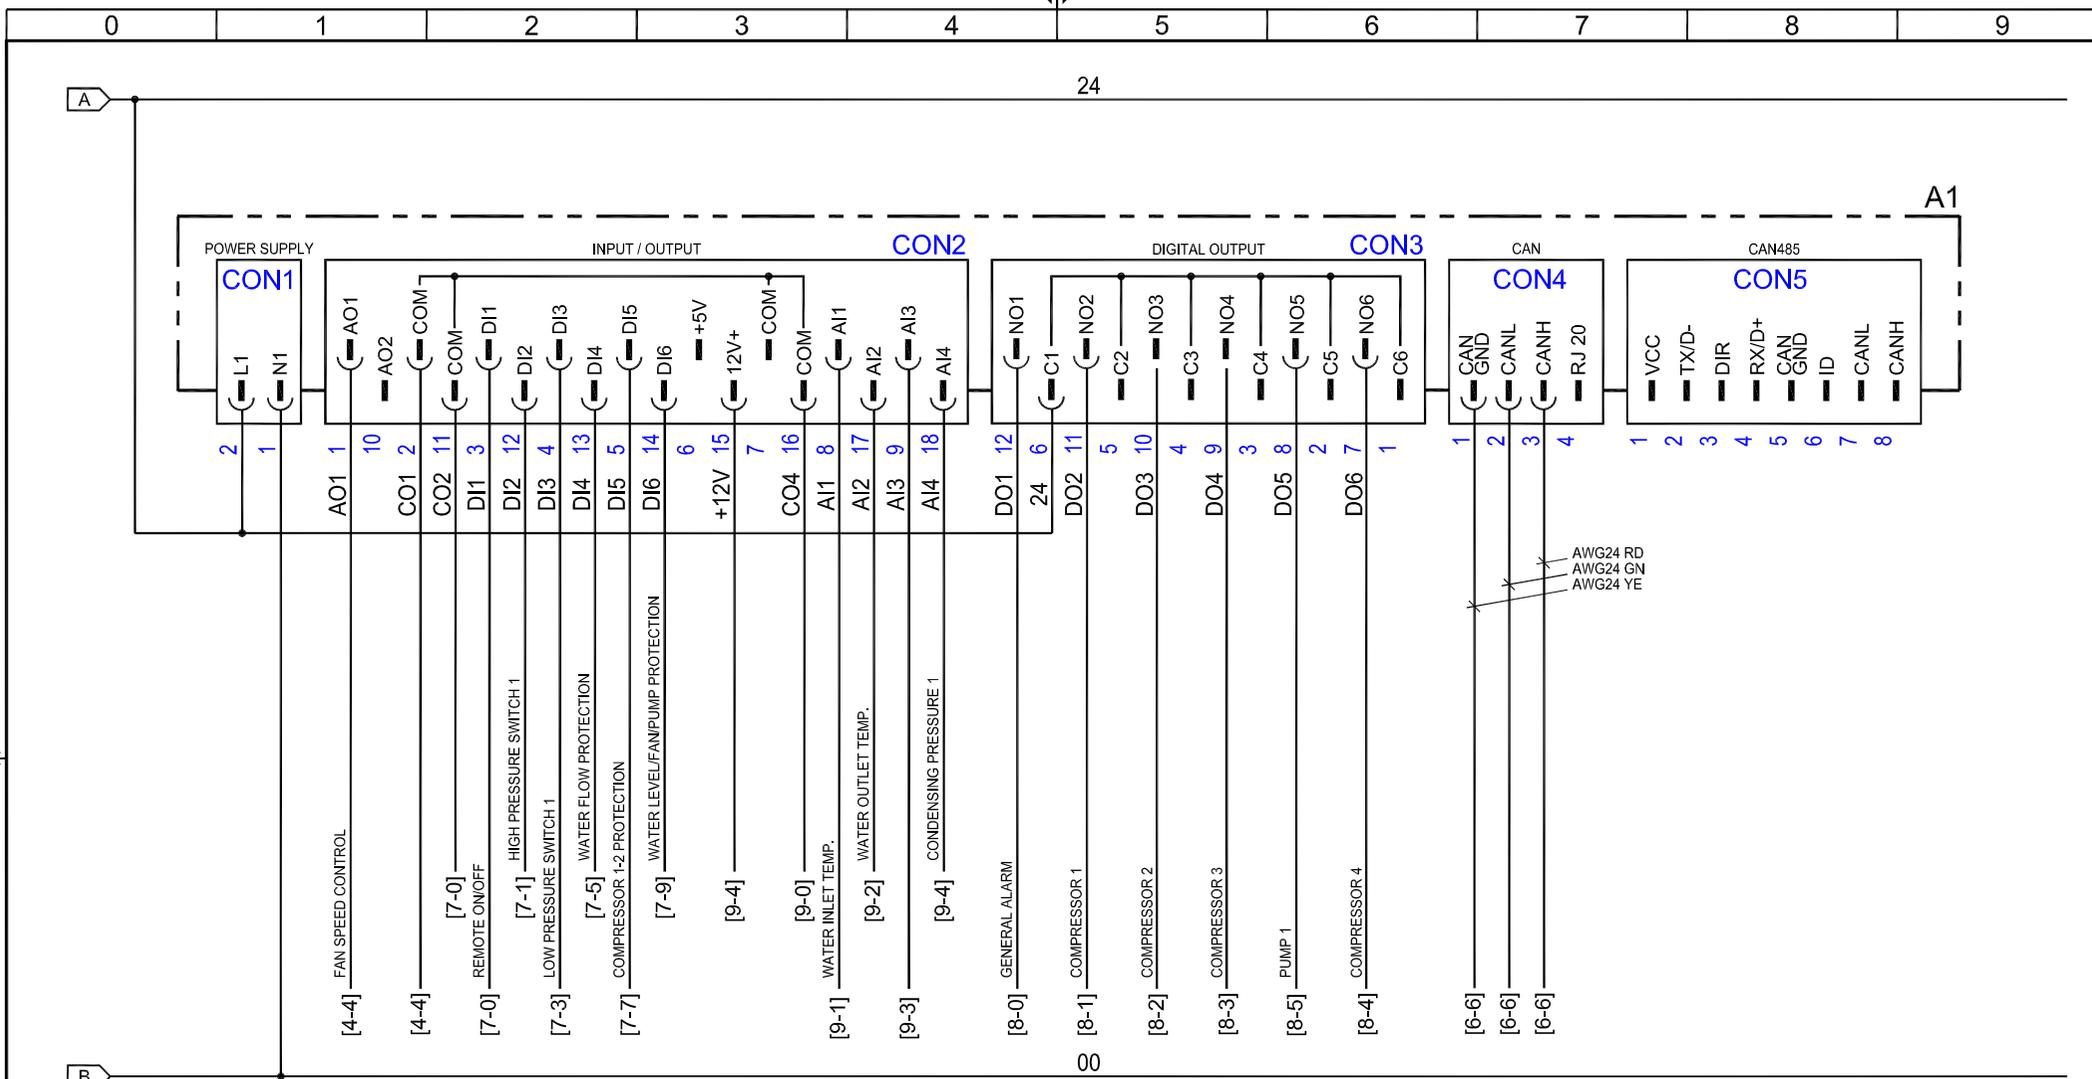 0 1 2 3 4 5 6 7 8 9
A
24
A1
POWER SUPPLY INPUT / OUTPUT CON2 DIGITAL OUTPUT CON3 CAN CAN485
CON1 CON4 CON5
L1 N1
AO1 AO2 COM COM DI1 DI2 DI3 DI4 DI5 DI6 +5V 12V+ COM COM AI1 AI2 AI3 AI4
NO1 C1 NO2 C2 NO3 C3 NO4 C4 NO5 C5 NO6 C6
CAN GND CANL CANH RJ 20
VCC TX/D- DIR RX/D+ CAN GND ID CANL CANH
2 1
1 10 2 11 3 12 4 13 5 14 6 15 7 16 8 17 9 18
12 6 11 5 10 4 9 3 8 2 7 1
1 2 3 4
1 2 3 4 5 6 7 8
AO1 CO1 CO2 DI1 DI2 DI3 DI4 DI5 DI6 +12V CO4 AI1 AI2 AI3 AI4
DO1 24 DO2 DO3 DO4 DO5 DO6
AWG24 RD
AWG24 GN
AWG24 YE
FAN SPEED CONTROL
REMOTE ON/OFF
HIGH PRESSURE SWITCH 1
LOW PRESSURE SWITCH 1
WATER FLOW PROTECTION
COMPRESSOR 1-2 PROTECTION
WATER LEVEL/FAN/PUMP PROTECTION
WATER INLET TEMP.
WATER OUTLET TEMP.
CONDENSING PRESSURE 1
GENERAL ALARM
COMPRESSOR 1
COMPRESSOR 2
COMPRESSOR 3
PUMP 1
COMPRESSOR 4
[7-0] [7-1] [7-5] [7-9] [9-4] [9-0] [9-2] [9-4]
[4-4] [4-4] [7-0] [7-3] [7-7] [9-1] [9-3] [8-0] [8-1] [8-2] [8-3] [8-5] [8-4] [6-6] [6-6] [6-6]
00
B